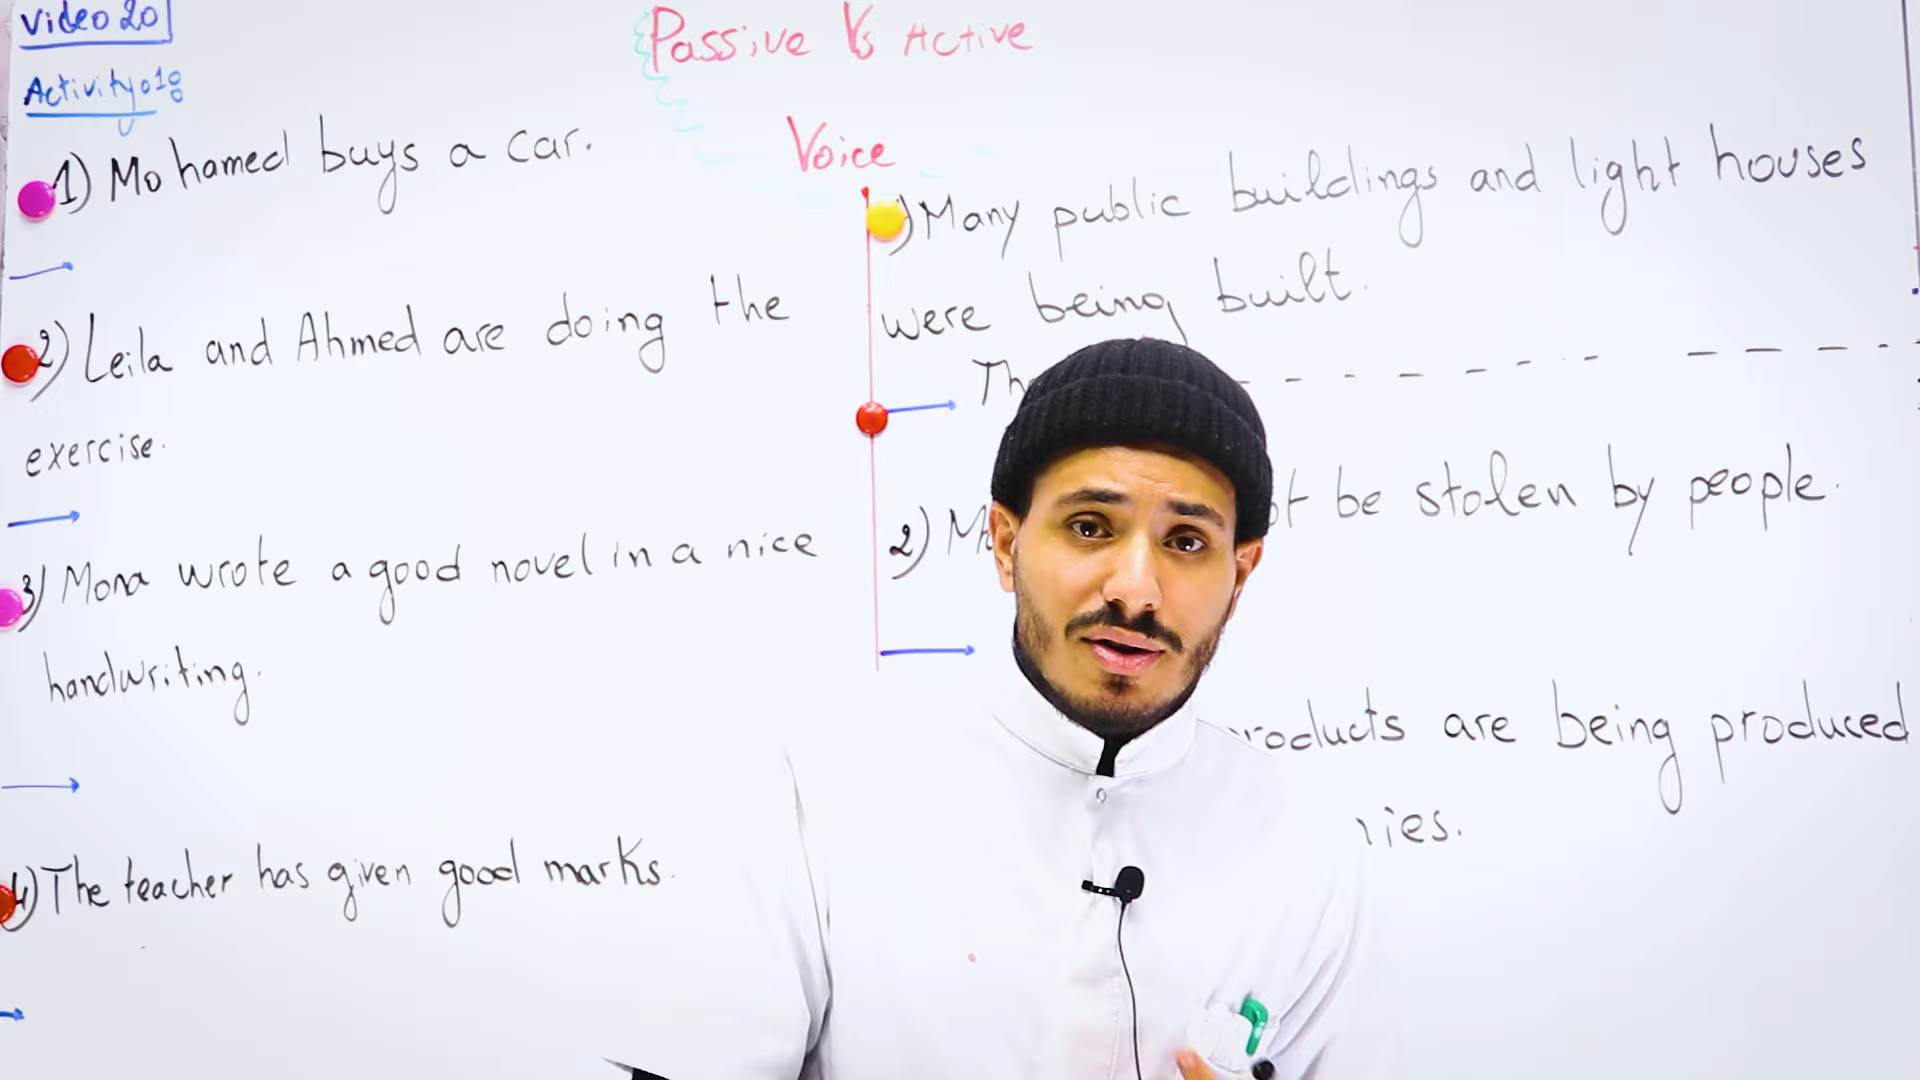 Video 20
Activity 01:
Passive Vs Active
Voice
1) Mohamed buys a car.
2) Leila and Ahmed are doing the
exercise.
3) Mona wrote a good novel in a nice
handwriting.
4) The teacher has given good marks.
) Many public buildings and light houses
were being built.
2) be stolen by people.
are being produced